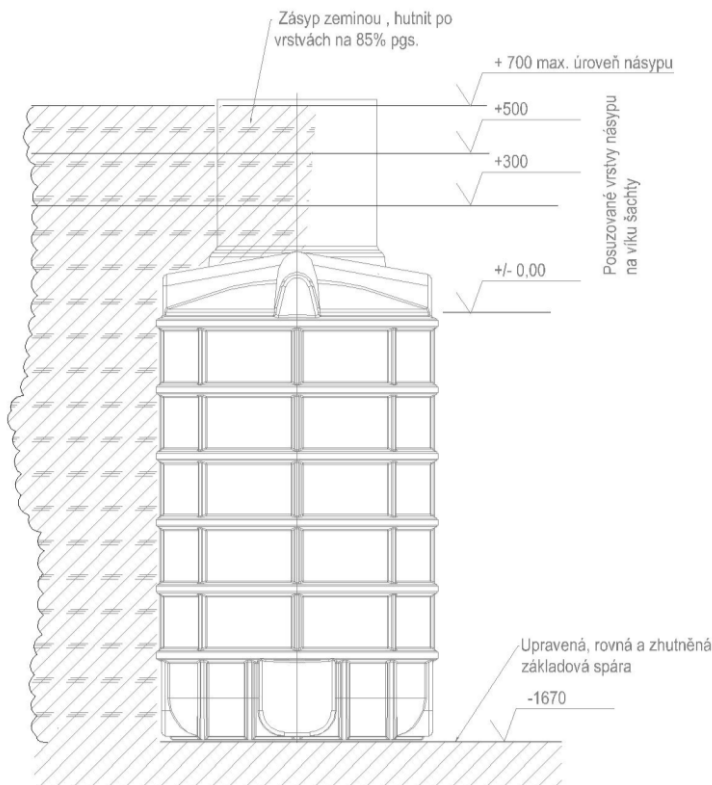 Zásyp zeminou , hutnit po
vrstvách na 85% pgs.
+ 700 max. úroveň násypu
+500
+300
+/- 0,00
Posuzované vrstvy násypu
na víku šachty
Upravená, rovná a zhutněná
základová spára
-1670